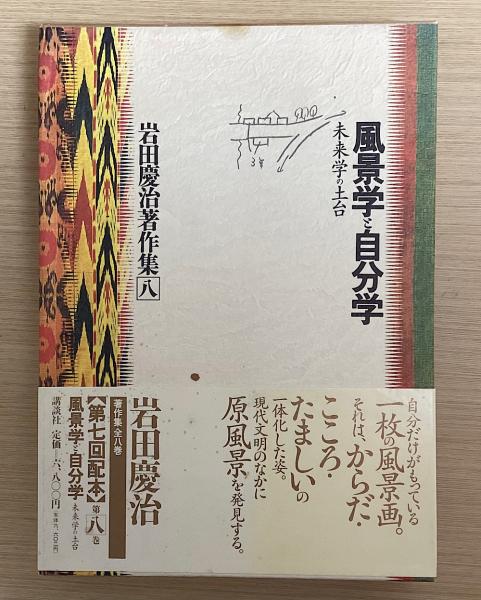 風景学と自分学
未来学の土台
岩田慶治著作集 八
自分だけがもっている
一枚の風景画。
それは、からだ・
こころ・
たましいの
一体化した姿。
現代文明のなかに
原風景を発見する。
岩田慶治
著作集・全八巻
【第七回配本】第八巻
風景学と自分学
未来学の土台
講談社 定価=六、八〇〇円